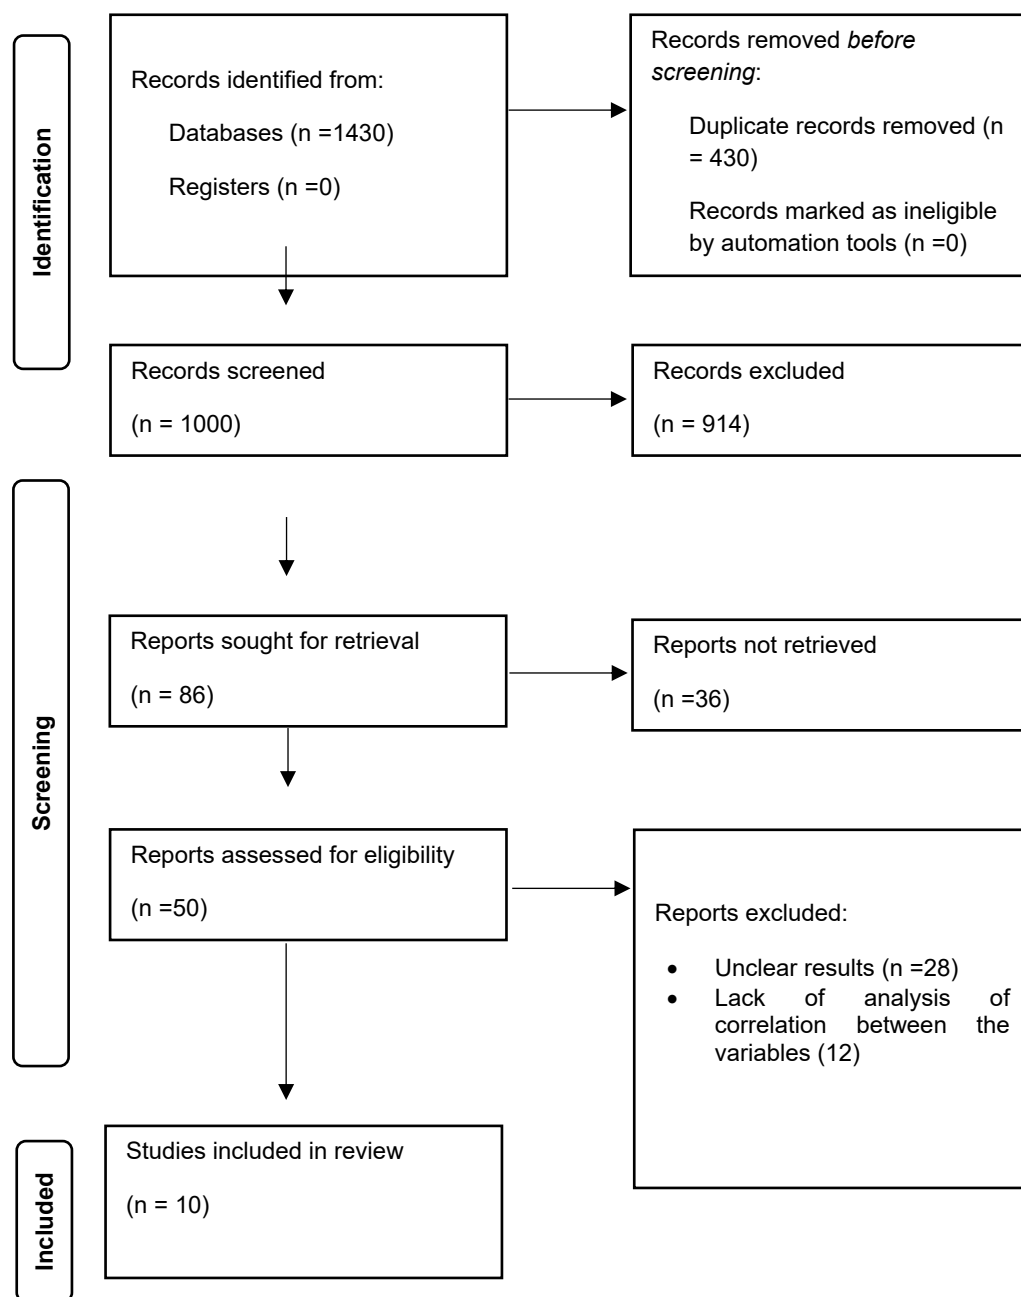 Identification
Records identified from:
Databases (n =1430)
Registers (n =0)
Records removed before
screening:
Duplicate records removed (n
= 430)
Records marked as ineligible
by automation tools (n =0)
Records screened
(n = 1000)
Records excluded
(n = 914)
Screening
Reports sought for retrieval
(n = 86)
Reports not retrieved
(n =36)
Reports assessed for eligibility
(n =50)
Reports excluded:
• Unclear results (n =28)
• Lack of analysis of
correlation between the
variables (12)
Included
Studies included in review
(n = 10)